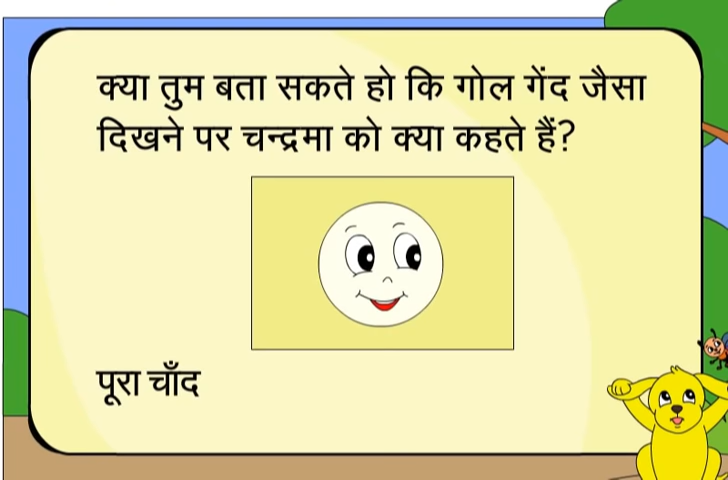 क्या तुम बता सकते हो कि गोल गेंद जैसा
दिखने पर चन्द्रमा को क्या कहते हैं?
पूरा चाँद